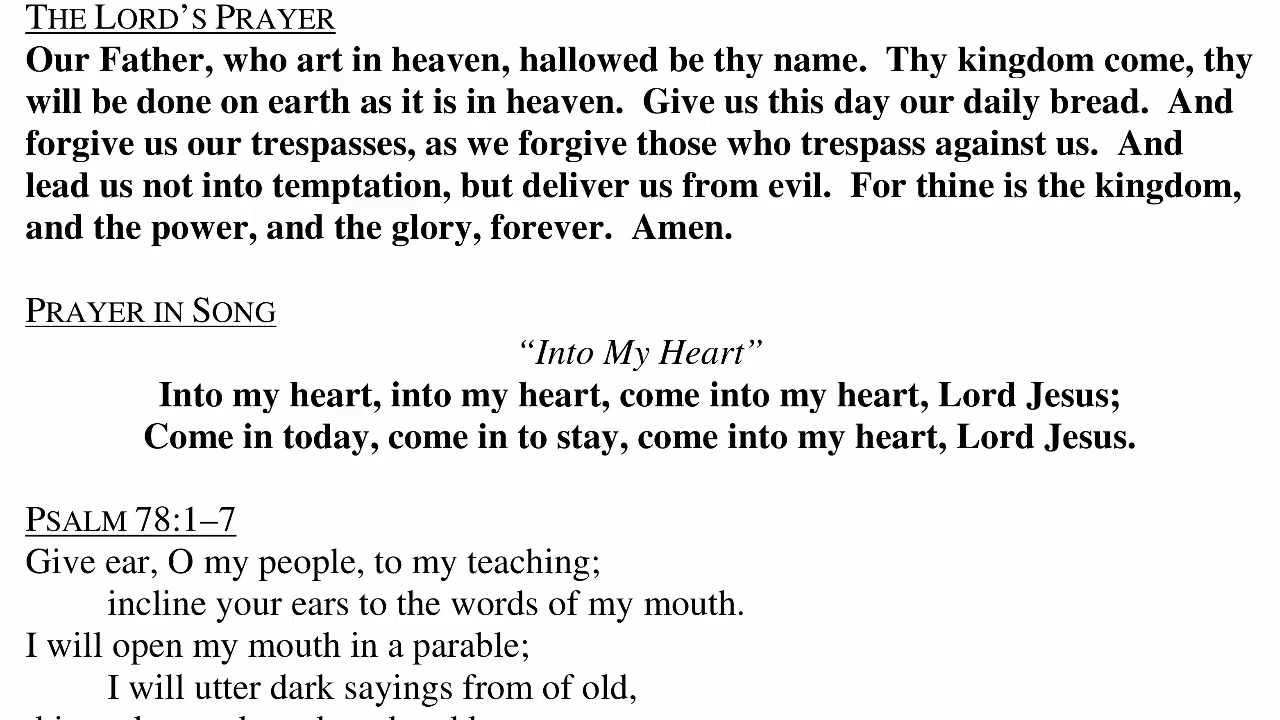 THE LORD’S PRAYER
Our Father, who art in heaven, hallowed be thy name.  Thy kingdom come, thy
will be done on earth as it is in heaven.  Give us this day our daily bread.  And
forgive us our trespasses, as we forgive those who trespass against us.  And
lead us not into temptation, but deliver us from evil.  For thine is the kingdom,
and the power, and the glory, forever.  Amen.
PRAYER IN SONG
“Into My Heart”
Into my heart, into my heart, come into my heart, Lord Jesus;
Come in today, come in to stay, come into my heart, Lord Jesus.
PSALM 78:1–7
Give ear, O my people, to my teaching;
incline your ears to the words of my mouth.
I will open my mouth in a parable;
I will utter dark sayings from of old,